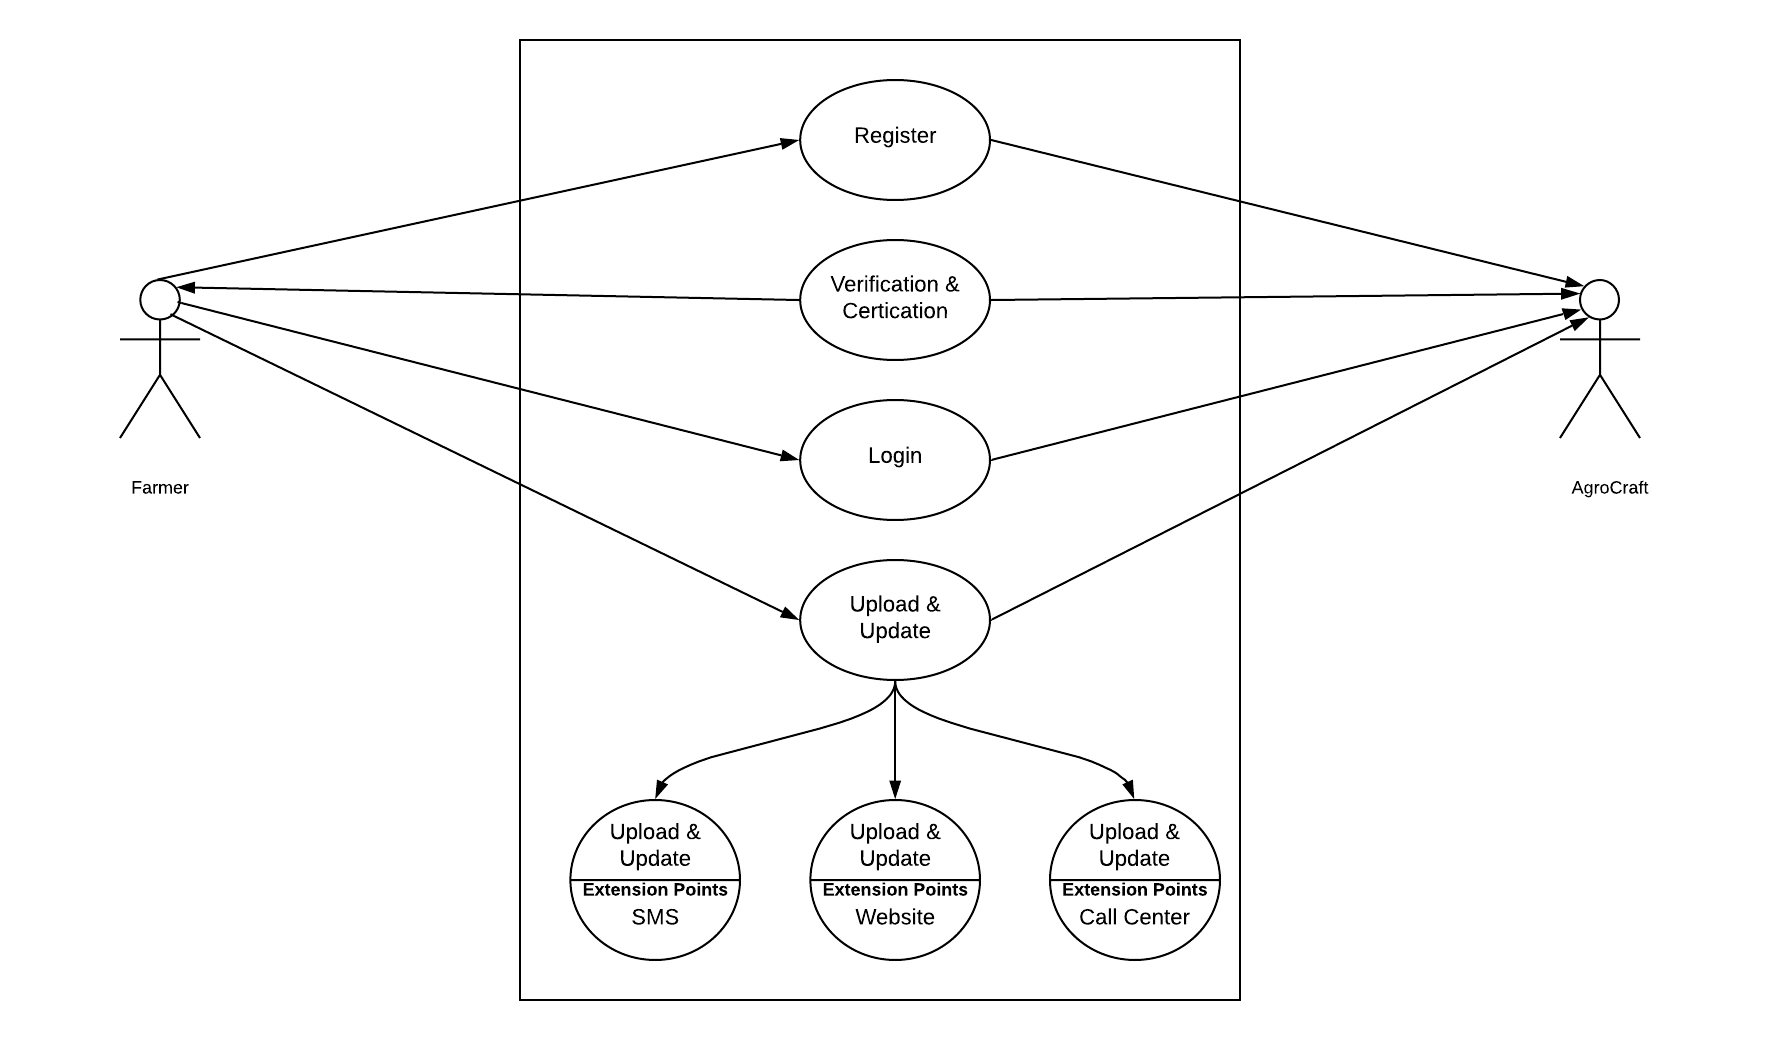 Register
Verification &
Certication
Login
Farmer
AgroCraft
Upload &
Update
Upload &
Update
Extension Points
SMS
Upload &
Update
Extension Points
Website
Upload &
Update
Extension Points
Call Center